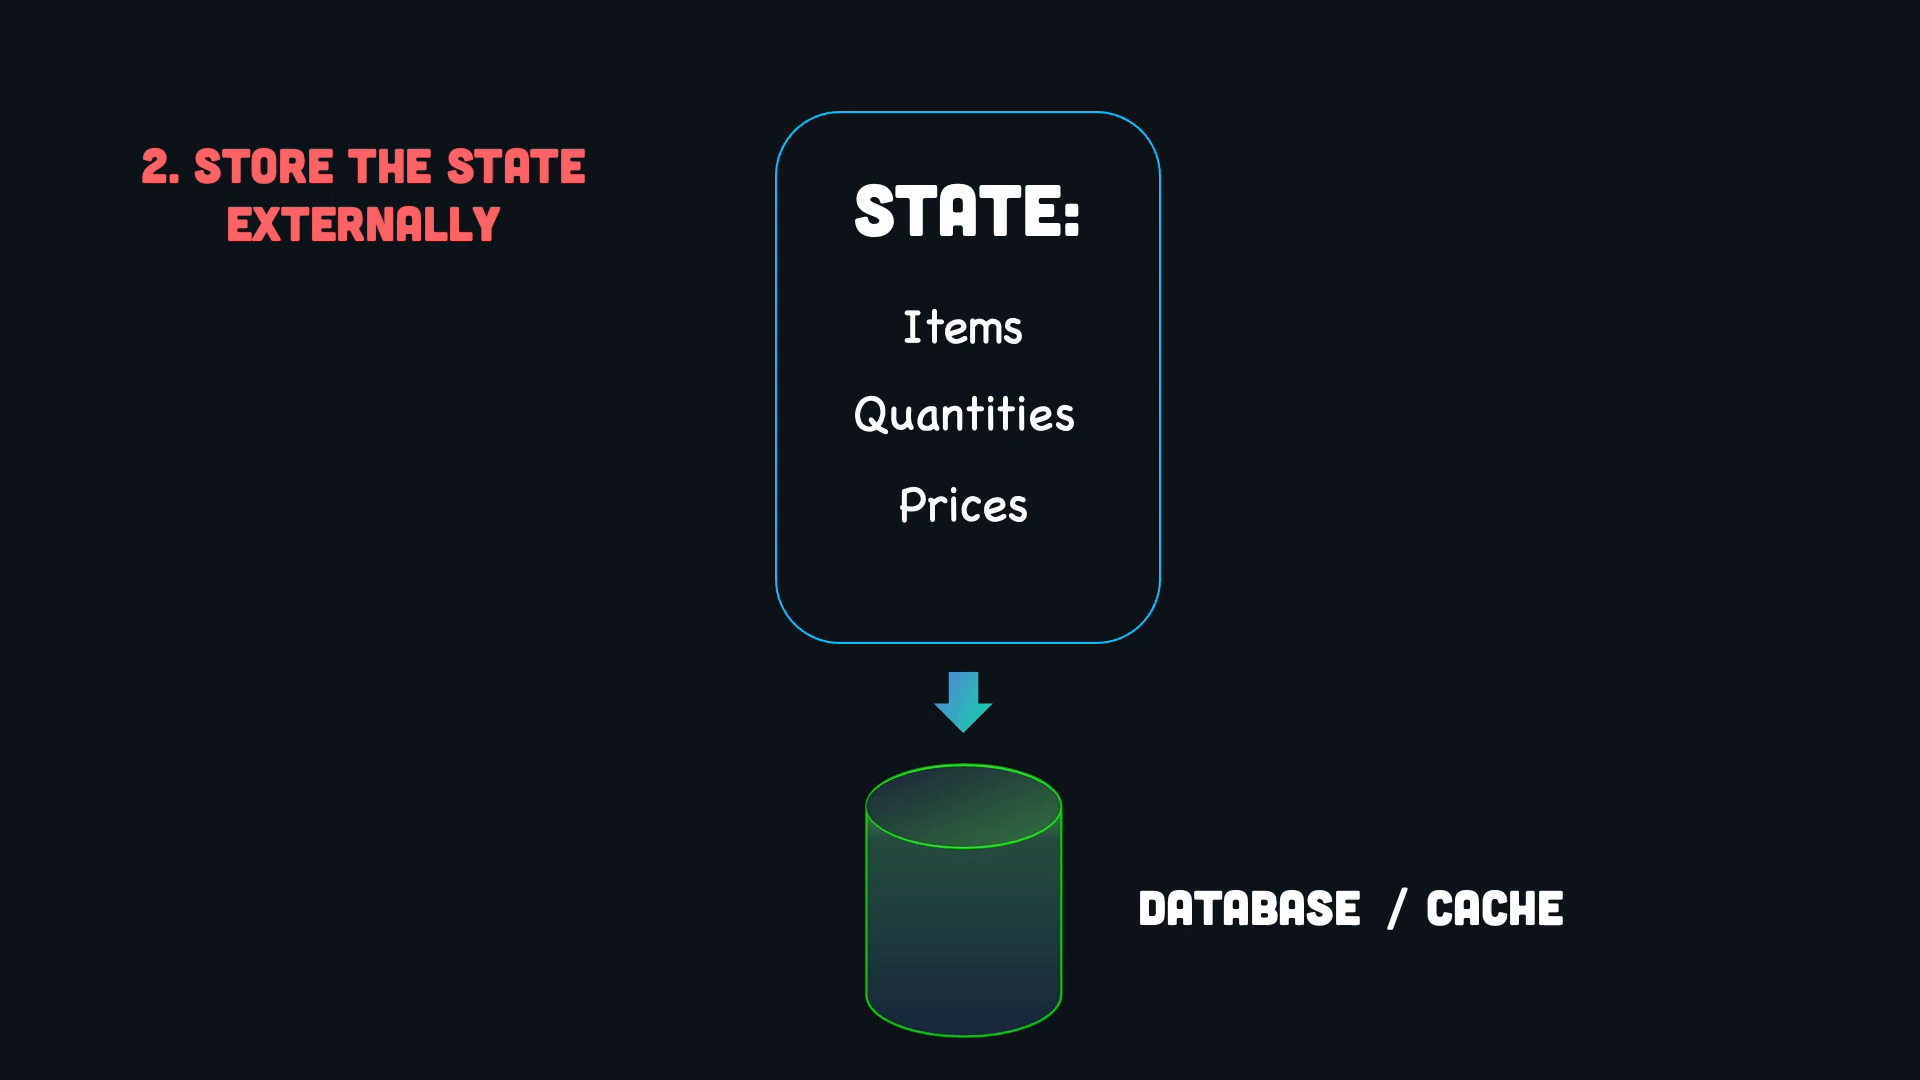 2. STORE THE STATE
EXTERNALLY
STATE:
Items
Quantities
Prices
DATABASE / CACHE